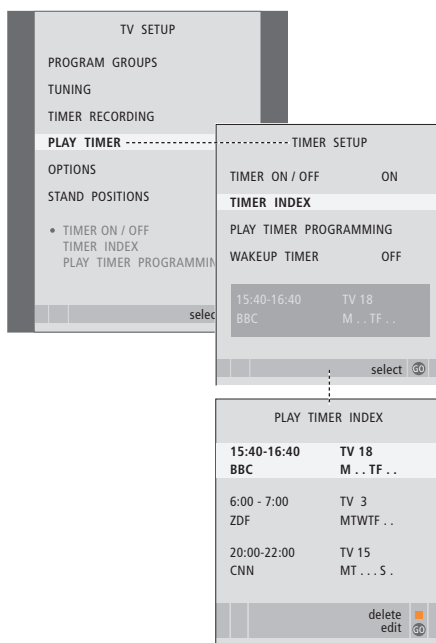 TV SETUP
PROGRAM GROUPS
TUNING
TIMER RECORDING
PLAY TIMER
OPTIONS
STAND POSITIONS
• TIMER ON / OFF
TIMER INDEX
PLAY TIMER PROGRAMMIN
selec
TIMER SETUP
TIMER ON / OFF ON
TIMER INDEX
PLAY TIMER PROGRAMMING
WAKEUP TIMER OFF
15:40-16:40 TV 18
BBC M . . TF . .
select GO
PLAY TIMER INDEX
15:40-16:40 TV 18
BBC M . . TF . .
6:00 - 7:00 TV 3
ZDF MTWTF . .
20:00-22:00 TV 15
CNN MT . . . S .
delete
edit GO